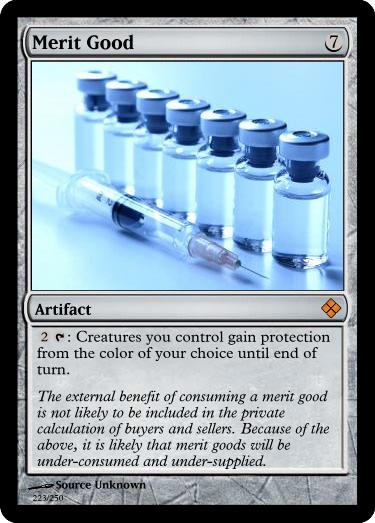 Merit Good 7
Artifact
2 : Creatures you control gain protection
from the color of your choice until end of
turn.
The external benefit of consuming a merit good
is not likely to be included in the private
calculation of buyers and sellers. Because of the
above, it is likely that merit goods will be
under-consumed and under-supplied.
Source Unknown
223/250